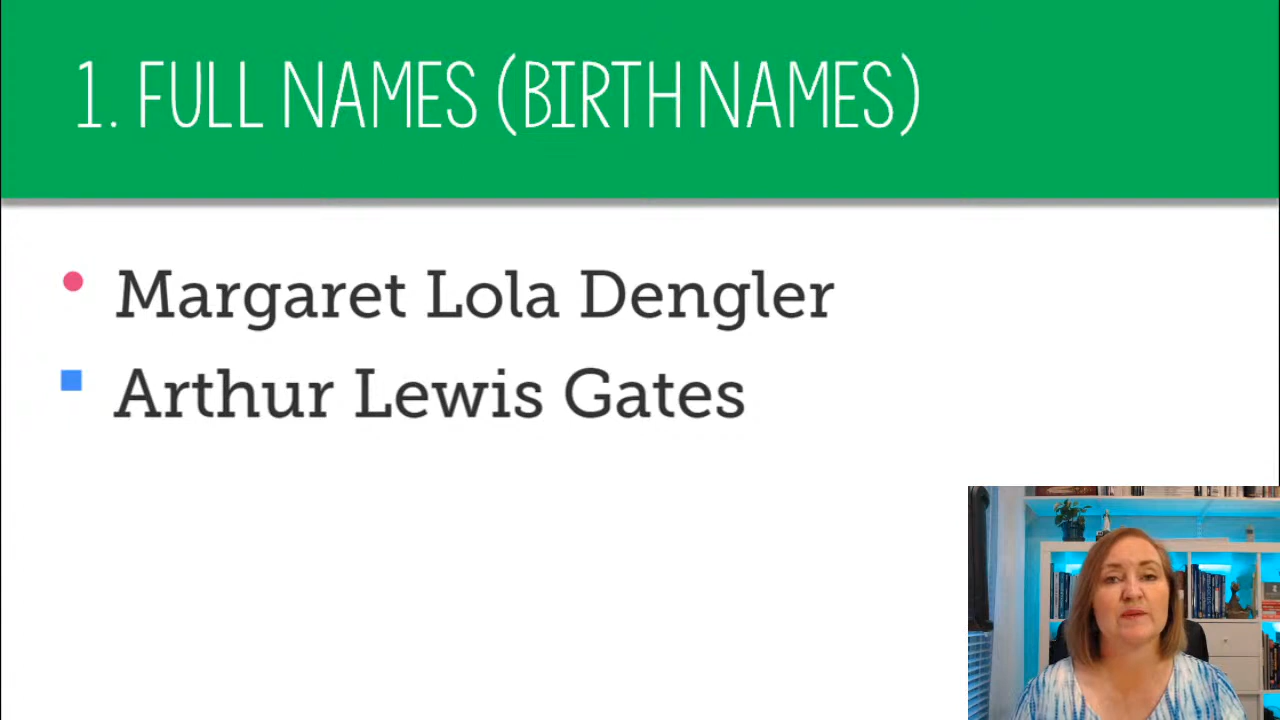 1. FULL NAMES (BIRTH NAMES)
Margaret Lola Dengler
Arthur Lewis Gates